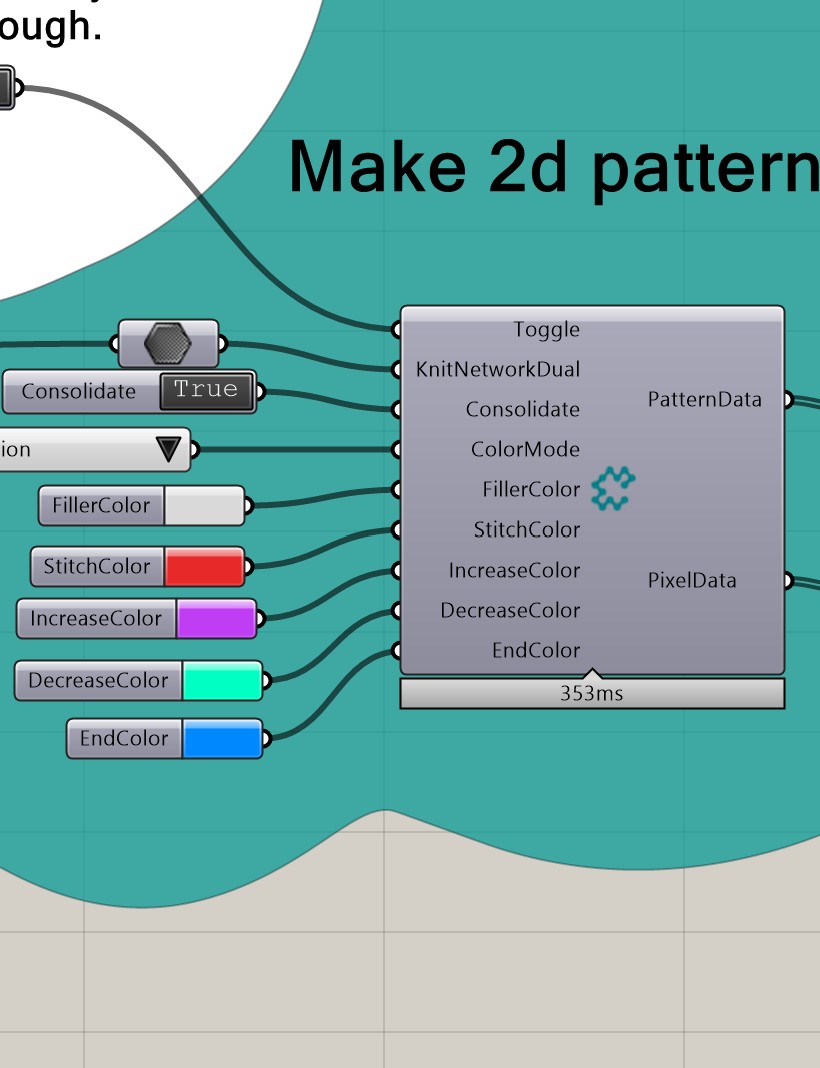 ough.
Make 2d pattern
Toggle
KnitNetworkDual
Consolidate
ColorMode
FillerColor
StitchColor
IncreaseColor
DecreaseColor
EndColor
PatternData
PixelData
353ms
Consolidate True
ion
FillerColor
StitchColor
IncreaseColor
DecreaseColor
EndColor